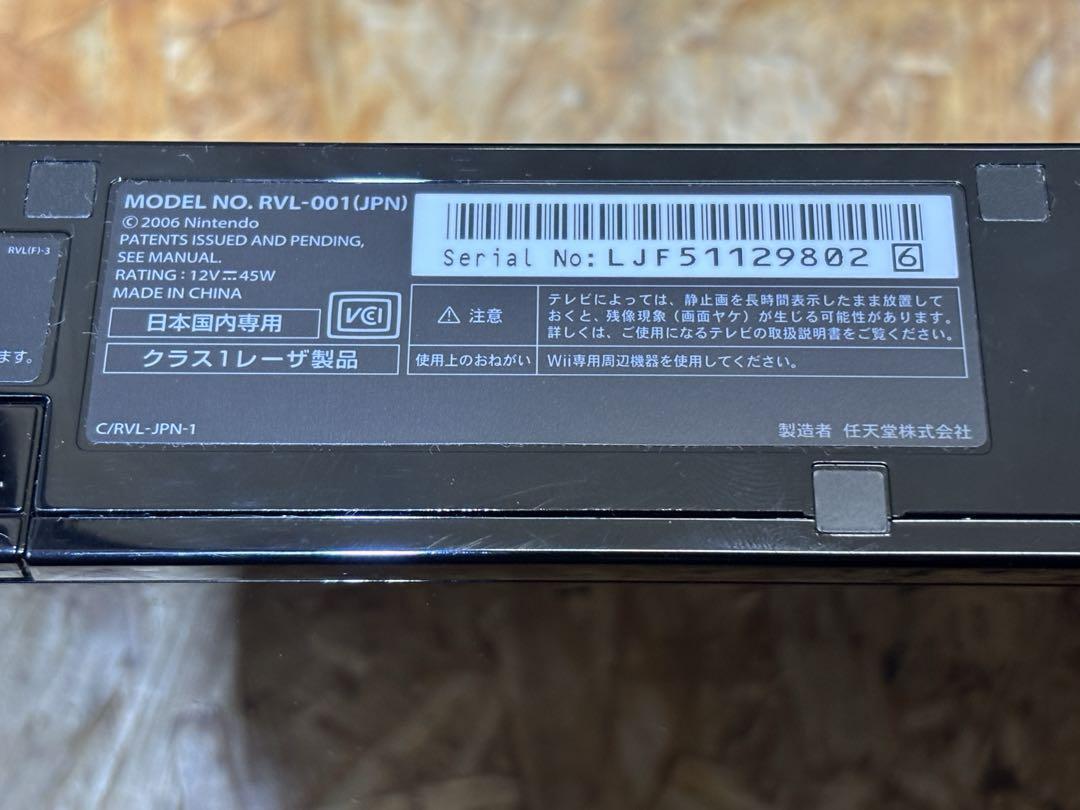 MODEL NO. RVL-001(JPN)
© 2006 Nintendo
PATENTS ISSUED AND PENDING,
SEE MANUAL.
RATING : 12V⎓45W
MADE IN CHINA
日本国内専用
VCI
クラス1レーザ製品
C/RVL-JPN-1
Serial No: LJF51129802 6
⚠ 注意
テレビによっては、静止画を長時間表示したまま放置して
おくと、残像現象（画面ヤケ）が生じる可能性があります。
詳しくは、ご使用になるテレビの取扱説明書をご覧ください。
使用上のおねがい
Wii専用周辺機器を使用してください。
製造者 任天堂株式会社
RVL(F)-3
ます。